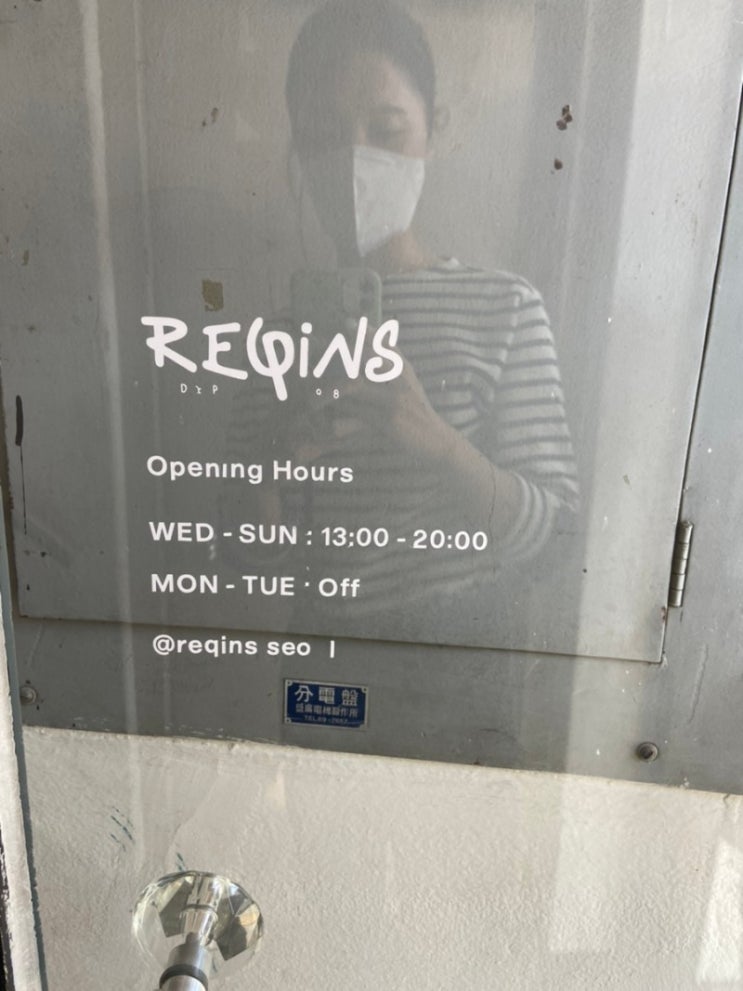 REQiNS
Opening Hours
WED - SUN : 13:00 - 20:00
MON - TUE : Off
@reqins seo l
分電盤